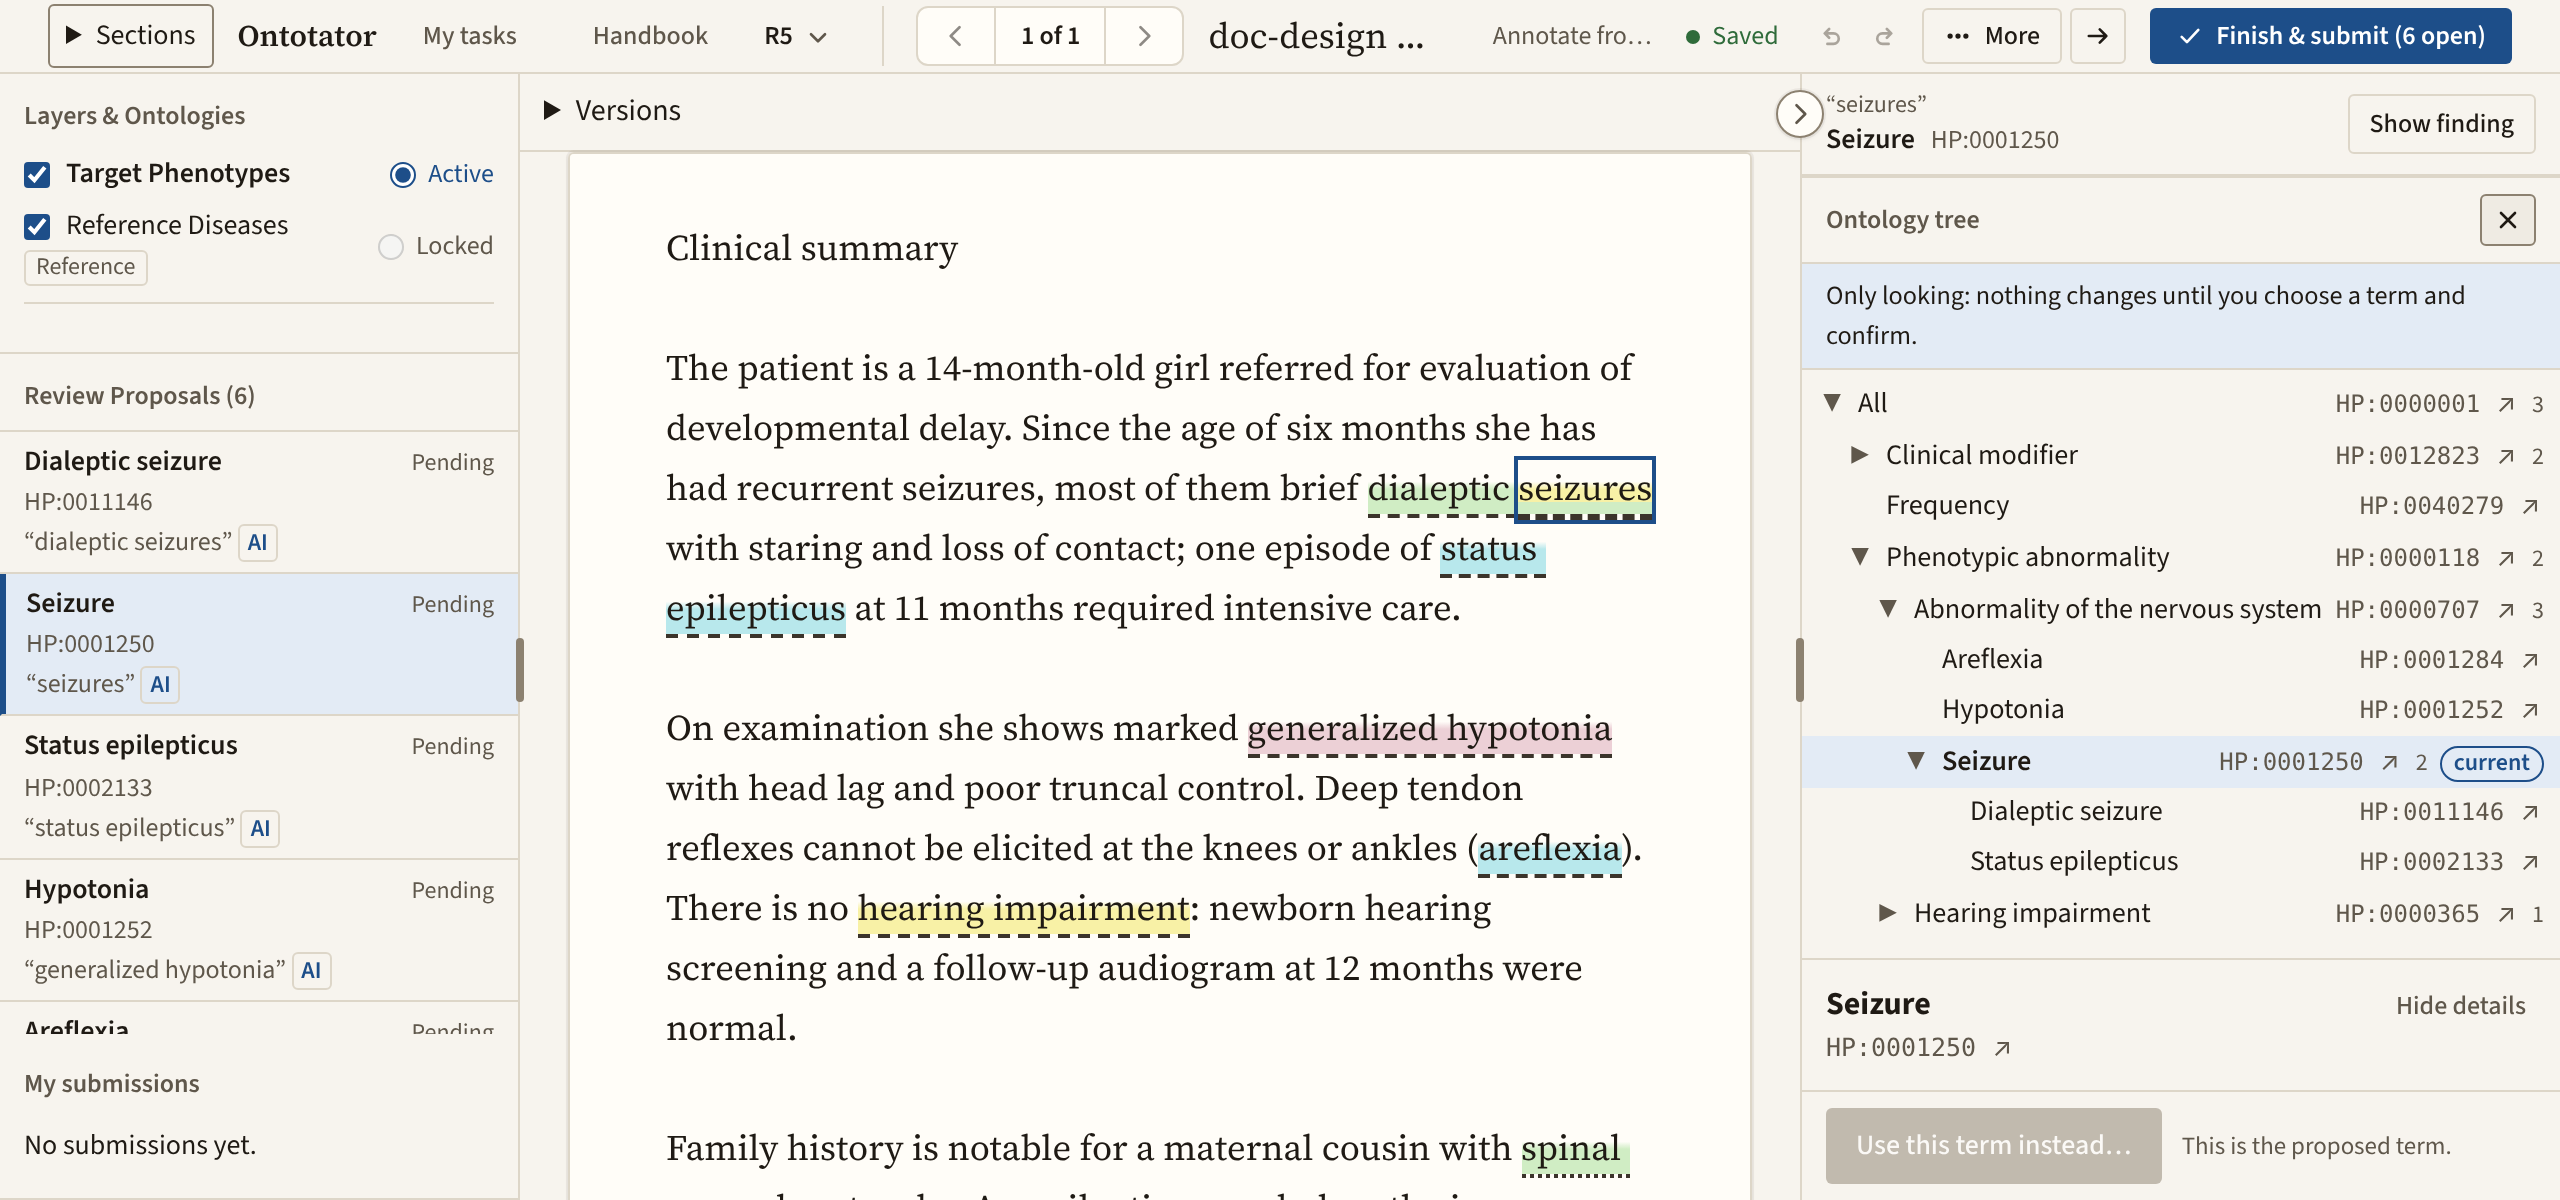 Sections
Ontotator
My tasks
Handbook
R5
1 of 1
doc-design ...
Annotate fro…
Saved
More
Finish & submit (6 open)
Layers & Ontologies
Target Phenotypes
Active
Reference Diseases
Reference
Locked
Review Proposals (6)
Dialeptic seizure
Pending
HP:0011146
“dialeptic seizures” AI
Seizure
Pending
HP:0001250
“seizures” AI
Status epilepticus
Pending
HP:0002133
“status epilepticus” AI
Hypotonia
Pending
HP:0001252
“generalized hypotonia” AI
Areflexia
Pending
My submissions
No submissions yet.
Versions
Clinical summary
The patient is a 14-month-old girl referred for evaluation of
developmental delay. Since the age of six months she has
had recurrent seizures, most of them brief dialeptic seizures
with staring and loss of contact; one episode of status
epilepticus at 11 months required intensive care.
On examination she shows marked generalized hypotonia
with head lag and poor truncal control. Deep tendon
reflexes cannot be elicited at the knees or ankles (areflexia).
There is no hearing impairment: newborn hearing
screening and a follow-up audiogram at 12 months were
normal.
Family history is notable for a maternal cousin with spinal
“seizures”
Seizure HP:0001250
Show finding
Ontology tree
Only looking: nothing changes until you choose a term and
confirm.
All HP:0000001 3
Clinical modifier HP:0012823 2
Frequency HP:0040279
Phenotypic abnormality HP:0000118 2
Abnormality of the nervous system HP:0000707 3
Areflexia HP:0001284
Hypotonia HP:0001252
Seizure HP:0001250 2 current
Dialeptic seizure HP:0011146
Status epilepticus HP:0002133
Hearing impairment HP:0000365 1
Seizure
Hide details
HP:0001250
Use this term instead…
This is the proposed term.